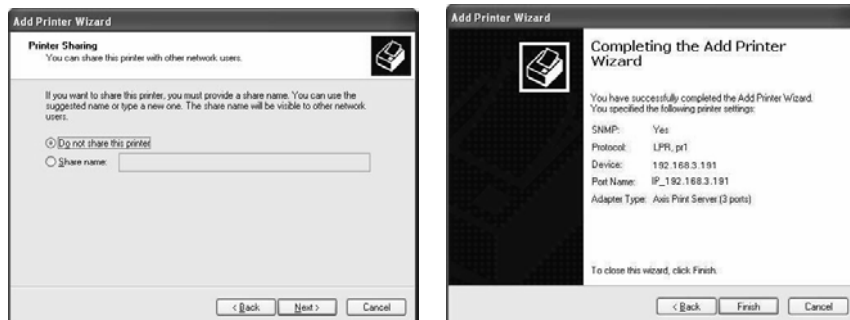 Add Printer Wizard
Printer Sharing
You can share this printer with other network users.
If you want to share this printer, you must provide a share name. You can use the
suggested name or type a new one. The share name will be visible to other network
users.
Do not share this printer
Share name:
< Back
Next >
Cancel
Add Printer Wizard
Completing the Add Printer
Wizard
You have successfully completed the Add Printer Wizard.
You specified the following printer settings:
SNMP: Yes
Protocol: LPR, pr1
Device: 192.168.3.191
Port Name: IP_192.168.3.191
Adapter Type: Axis Print Server (3 ports)
To close this wizard, click Finish.
< Back
Finish
Cancel